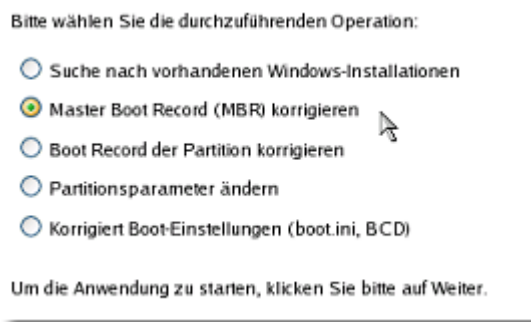 Bitte wählen Sie die durchzuführenden Operation:
Suche nach vorhandenen Windows-Installationen
Master Boot Record (MBR) korrigieren
Boot Record der Partition korrigieren
Partitionsparameter ändern
Korrigiert Boot-Einstellungen (boot.ini, BCD)
Um die Anwendung zu starten, klicken Sie bitte auf Weiter.